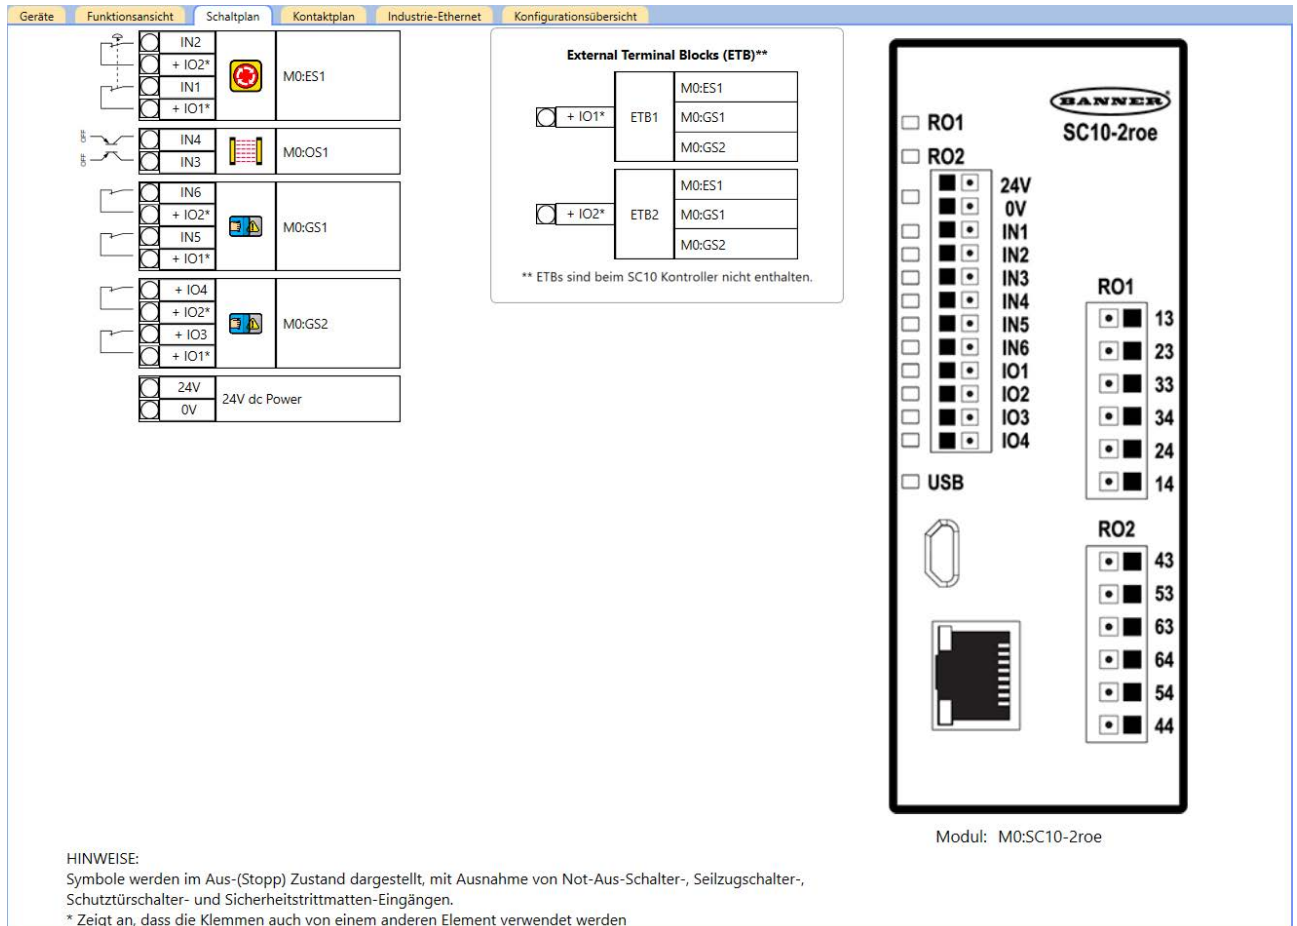 Geräte Funktionsansicht Schaltplan Kontaktplan Industrie-Ethernet Konfigurationsübersicht
IN2
+ IO2*
IN1
+ IO1*
M0:ES1
OFF
OFF
IN4
IN3
M0:OS1
IN6
+ IO2*
IN5
+ IO1*
M0:GS1
+ IO4
+ IO2*
+ IO3
+ IO1*
M0:GS2
24V
0V
24V dc Power
External Terminal Blocks (ETB)**
+ IO1*
ETB1
M0:ES1
M0:GS1
M0:GS2
+ IO2*
ETB2
M0:ES1
M0:GS1
M0:GS2
** ETBs sind beim SC10 Kontroller nicht enthalten.
BANNER
SC10-2roe
RO1
RO2
24V
0V
IN1
IN2
IN3
IN4
IN5
IN6
IO1
IO2
IO3
IO4
USB
RO1
13
23
33
34
24
14
RO2
43
53
63
64
54
44
Modul: M0:SC10-2roe
HINWEISE:
Symbole werden im Aus-(Stopp) Zustand dargestellt, mit Ausnahme von Not-Aus-Schalter-, Seilzugschalter-,
Schutztürschalter- und Sicherheitstrittmatten-Eingängen.
* Zeigt an, dass die Klemmen auch von einem anderen Element verwendet werden